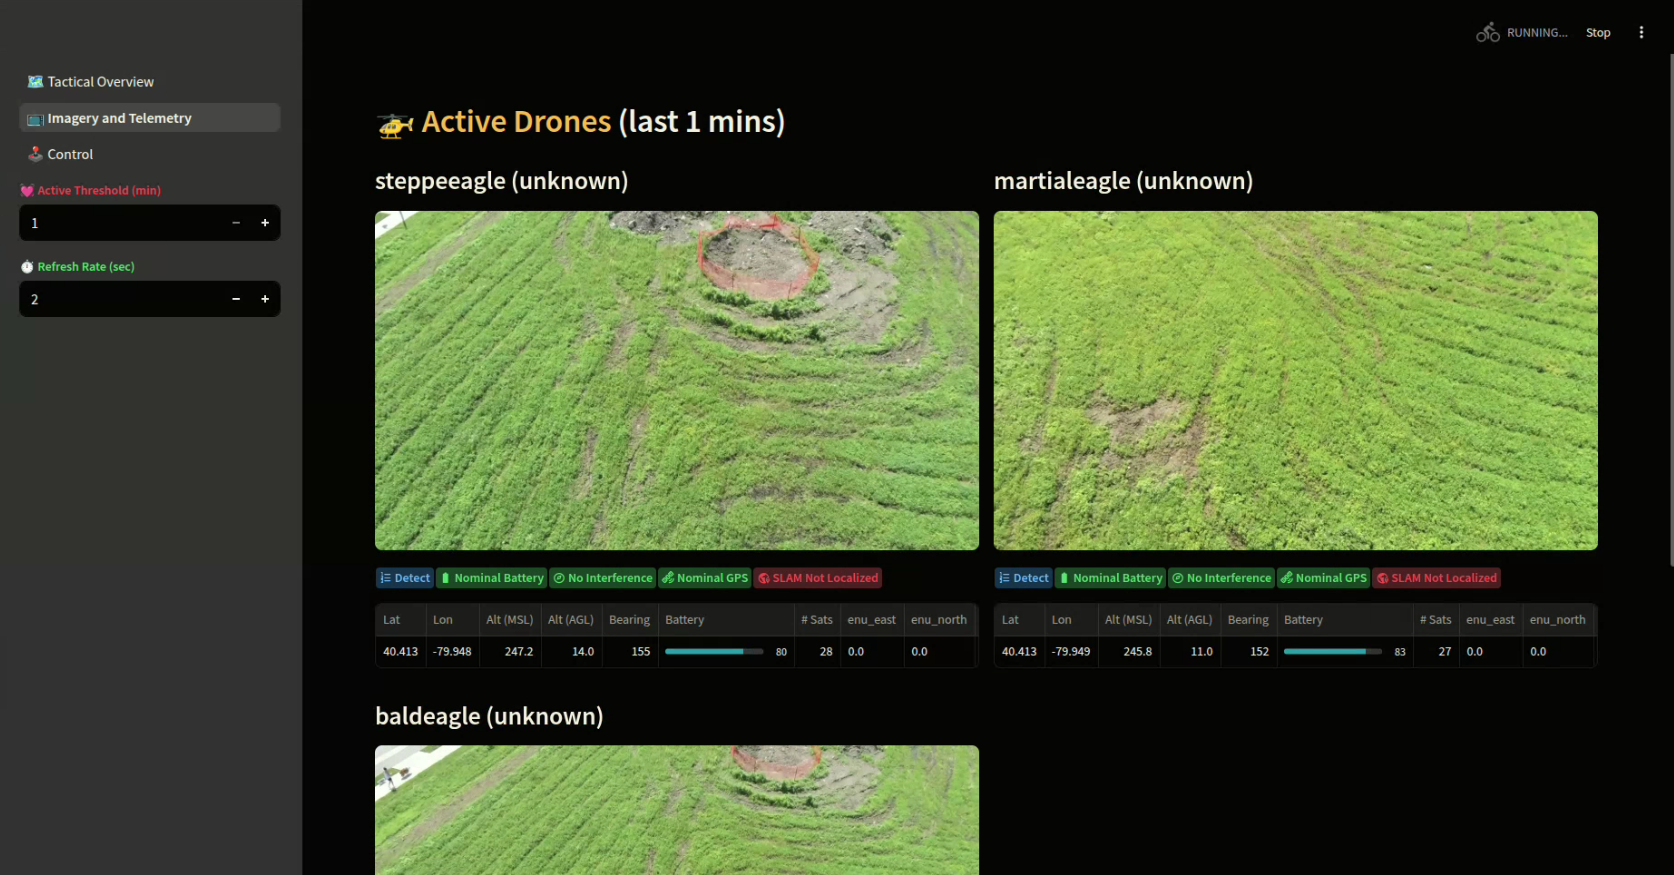 RUNNING...
Stop
Tactical Overview
Imagery and Telemetry
Control
Active Threshold (min)
1
Refresh Rate (sec)
2
Active Drones (last 1 mins)
steppeeagle (unknown)
Detect Nominal Battery No Interference Nominal GPS SLAM Not Localized
Lat Lon Alt (MSL) Alt (AGL) Bearing Battery # Sats enu_east enu_north
40.413 -79.948 247.2 14.0 155 80 28 0.0 0.0
martialeagle (unknown)
Detect Nominal Battery No Interference Nominal GPS SLAM Not Localized
Lat Lon Alt (MSL) Alt (AGL) Bearing Battery # Sats enu_east enu_north
40.413 -79.949 245.8 11.0 152 83 27 0.0 0.0
baldeagle (unknown)